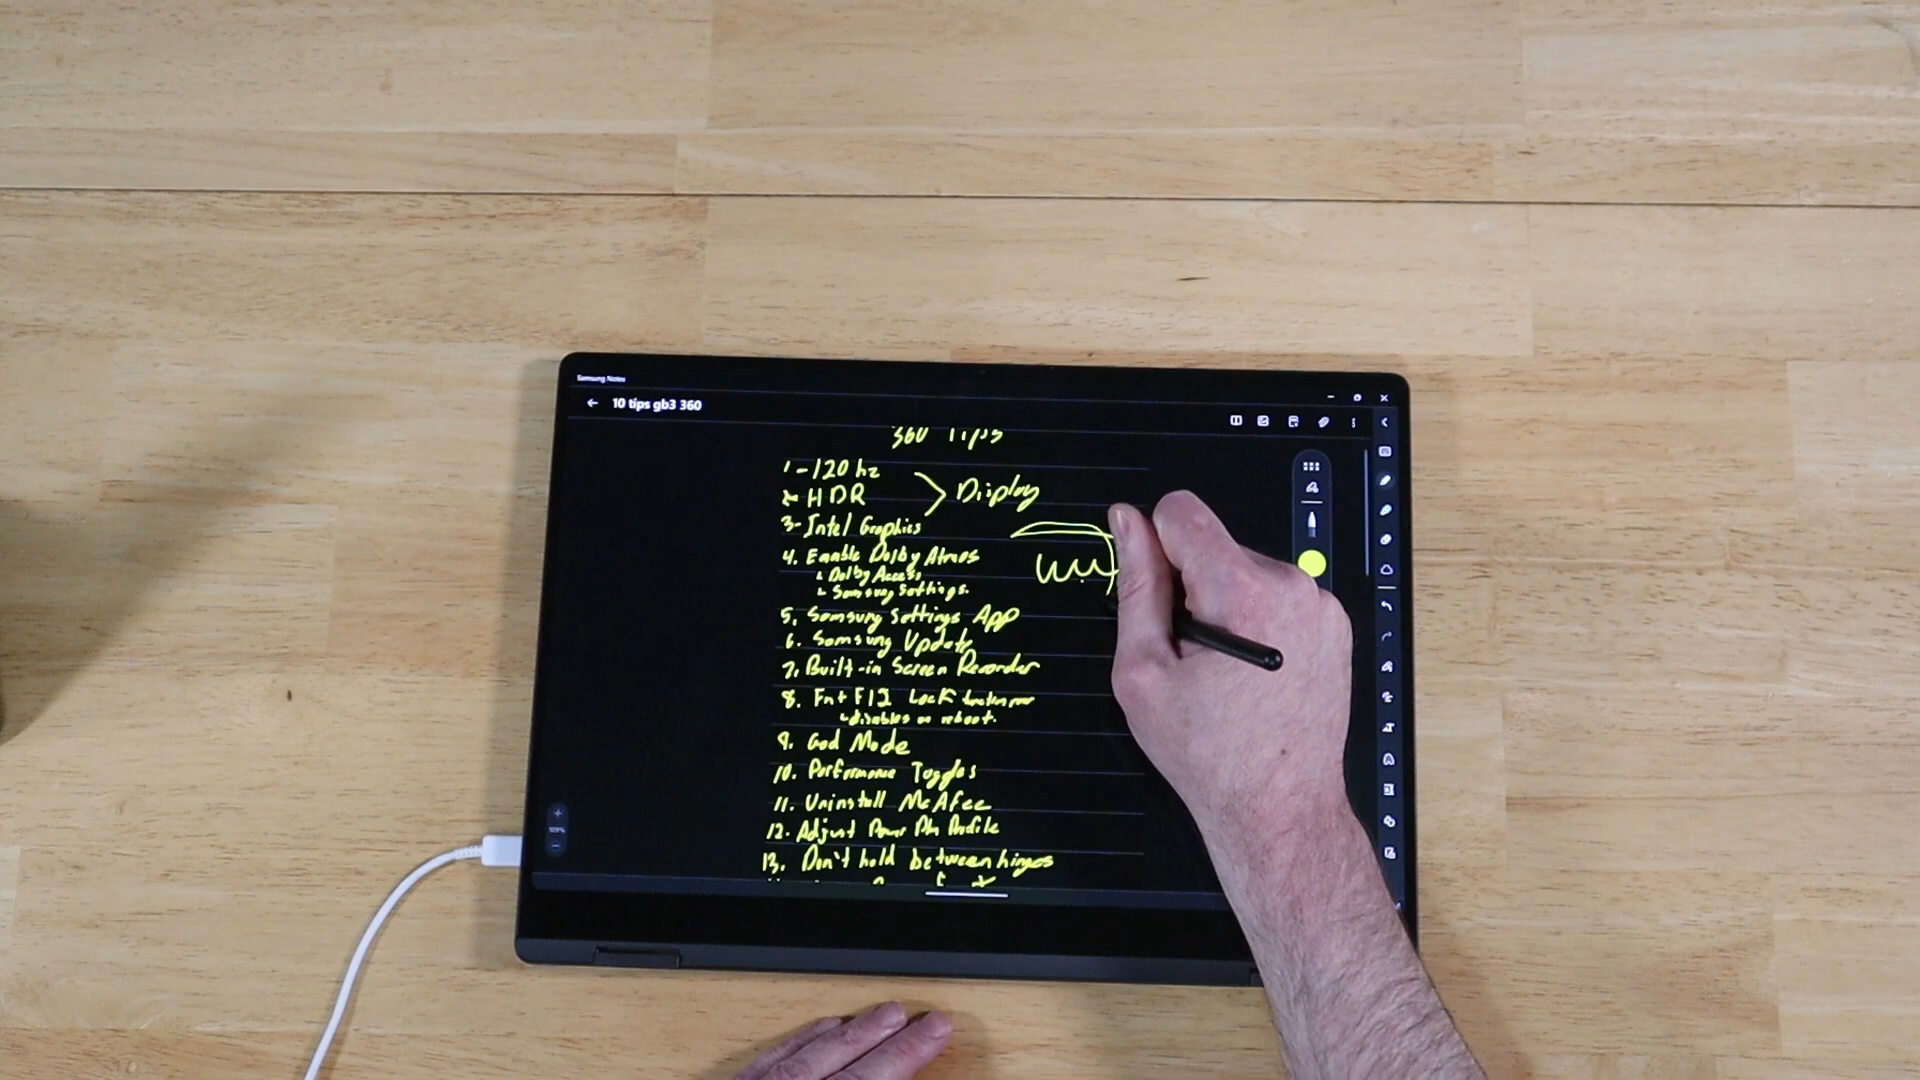 Samsung Notes
10 tips gb3 360
360 Tips
1-120 hz
2- HDR
> Display
3- Intel Graphics
4. Enable Dolby Atmos
Dolby Access
Samsung Settings.
5. Samsung Settings App
6. Samsung Update
7. Built-in Screen Recorder
8. Fn + F12 Lock
disables on reboot.
9. God Mode
10. Performance Toggles
11. Uninstall McAfee
12. Adjust Power Pln Profile
13. Don't hold between hinges